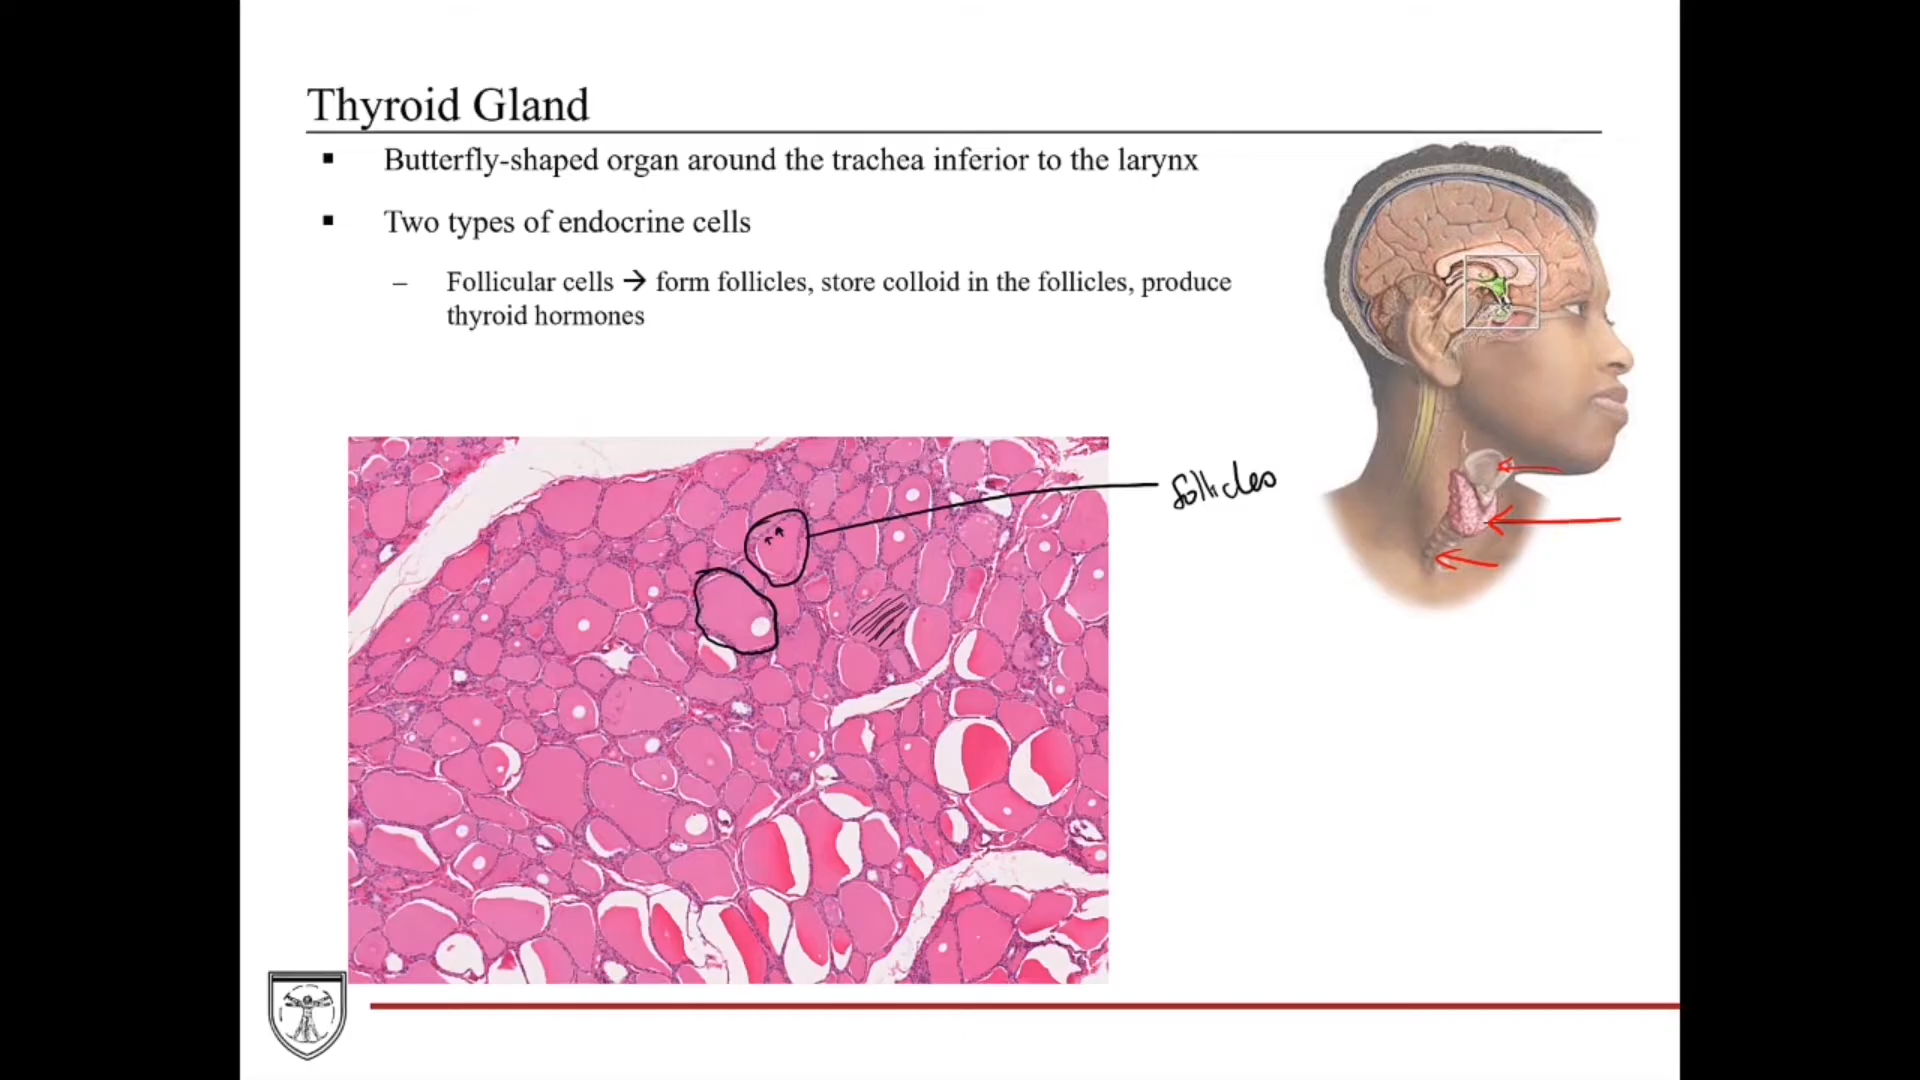 Thyroid Gland
▪ Butterfly-shaped organ around the trachea inferior to the larynx
▪ Two types of endocrine cells
– Follicular cells → form follicles, store colloid in the follicles, produce
thyroid hormones
follicles